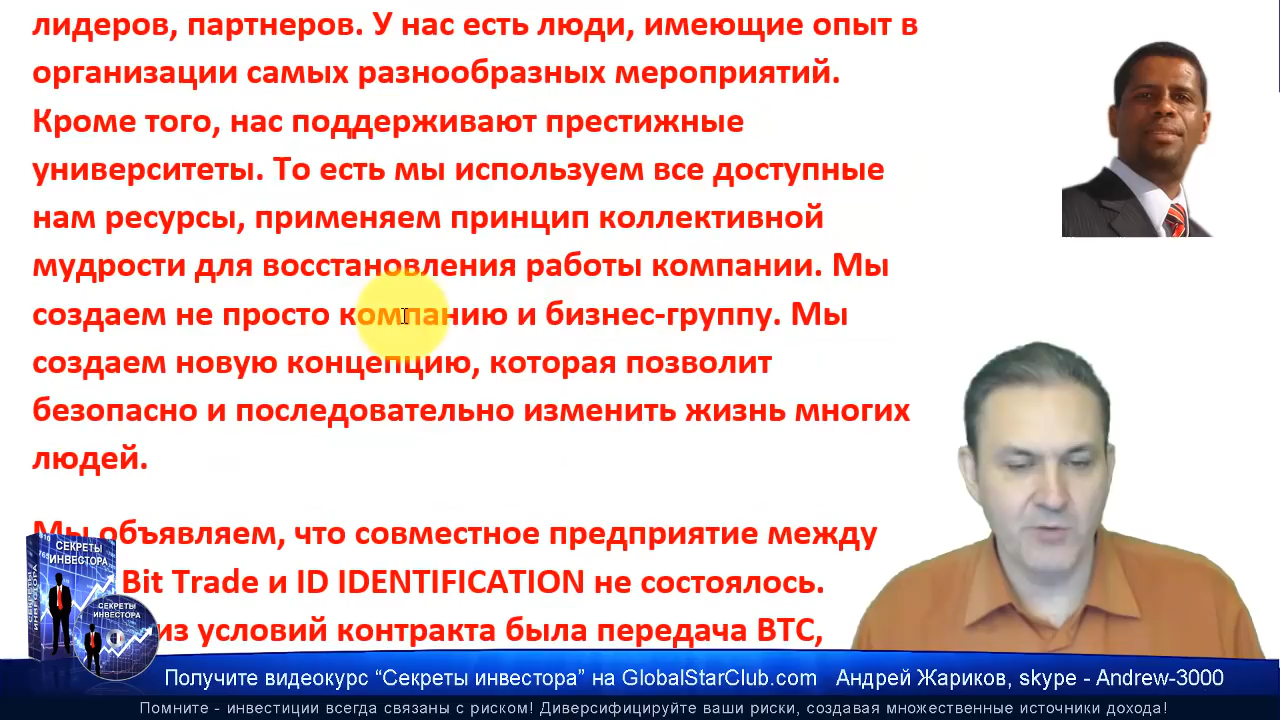 лидеров, партнеров. У нас есть люди, имеющие опыт в
организации самых разнообразных мероприятий.
Кроме того, нас поддерживают престижные
университеты. То есть мы используем все доступные
нам ресурсы, применяем принцип коллективной
мудрости для восстановления работы компании. Мы
создаем не просто компанию и бизнес-группу. Мы
создаем новую концепцию, которая позволит
безопасно и последовательно изменить жизнь многих
людей.
Мы объявляем, что совместное предприятие между
Bit Trade и ID IDENTIFICATION не состоялось.
из условий контракта была передача BTC,
СЕКРЕТЫ
ИНВЕСТОРА
СЕКРЕТЫ
ИНВЕСТОРА
Получите видеокурс “Секреты инвестора” на GlobalStarClub.com Андрей Жариков, skype - Andrew-3000
Помните - инвестиции всегда связаны с риском! Диверсифицируйте ваши риски, создавая множественные источники дохода!